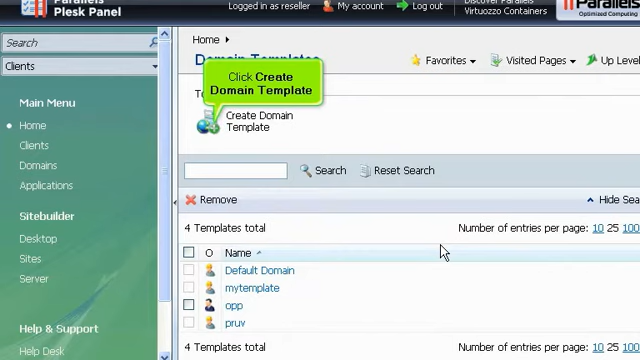 Parallels
Plesk Panel
Logged in as reseller
My account
Log out
Discover Parallels
Virtuozzo Containers
Parallels
Optimized Computing
Search
Clients
Main Menu
Home
Clients
Domains
Applications
Sitebuilder
Desktop
Sites
Server
Help & Support
Help Desk
Home
Domain Templates
Favorites
Visited Pages
Up Level
Click Create
Domain Template
Create Domain
Template
Search
Reset Search
Remove
Hide Sea
4 Templates total
Number of entries per page: 10 25 100
O Name
Default Domain
mytemplate
opp
pruv
4 Templates total
Number of entries per page: 10 25 100